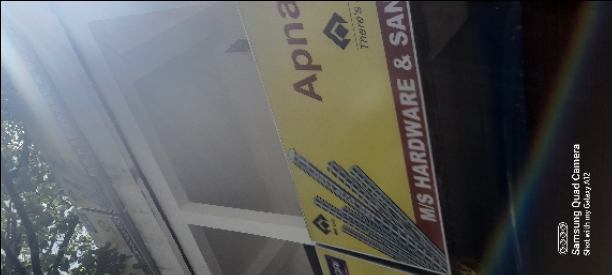 Apna
There's
M/S HARDWARE & SAN
Samsung Quad Camera
Shot with my Galaxy A12